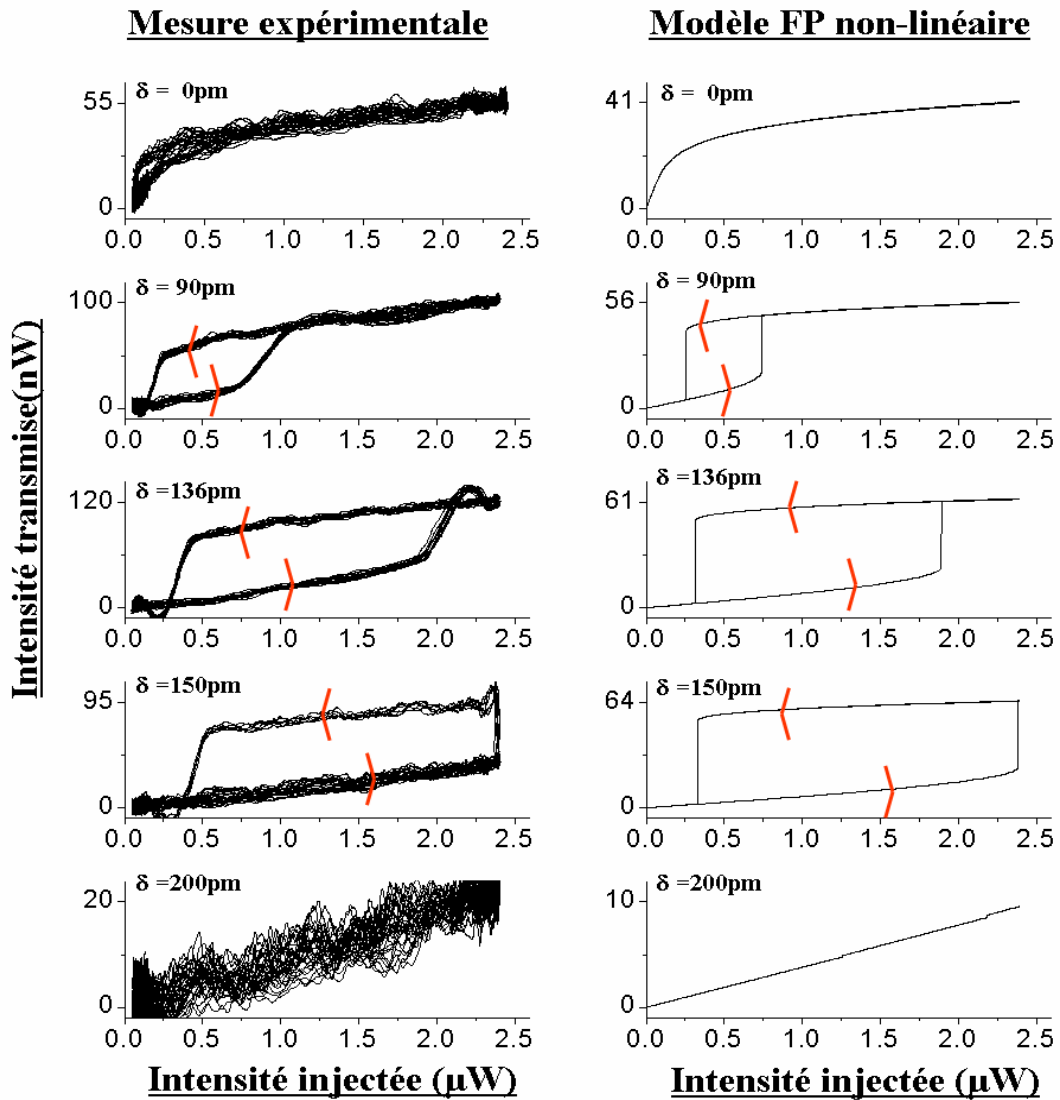 Mesure expérimentale
Modèle FP non-linéaire
Intensité transmise(nW)
δ = 0pm
55
0
0.0 0.5 1.0 1.5 2.0 2.5
δ = 0pm
41
0
0.0 0.5 1.0 1.5 2.0 2.5
δ = 90pm
100
0
0.0 0.5 1.0 1.5 2.0 2.5
δ = 90pm
56
0
0.0 0.5 1.0 1.5 2.0 2.5
δ =136pm
120
0
0.0 0.5 1.0 1.5 2.0 2.5
δ =136pm
61
0
0.0 0.5 1.0 1.5 2.0 2.5
δ =150pm
95
0
0.0 0.5 1.0 1.5 2.0 2.5
δ =150pm
64
0
0.0 0.5 1.0 1.5 2.0 2.5
δ =200pm
20
0
0.0 0.5 1.0 1.5 2.0 2.5
δ =200pm
10
0
0.0 0.5 1.0 1.5 2.0 2.5
Intensité injectée (μW)
Intensité injectée (μW)